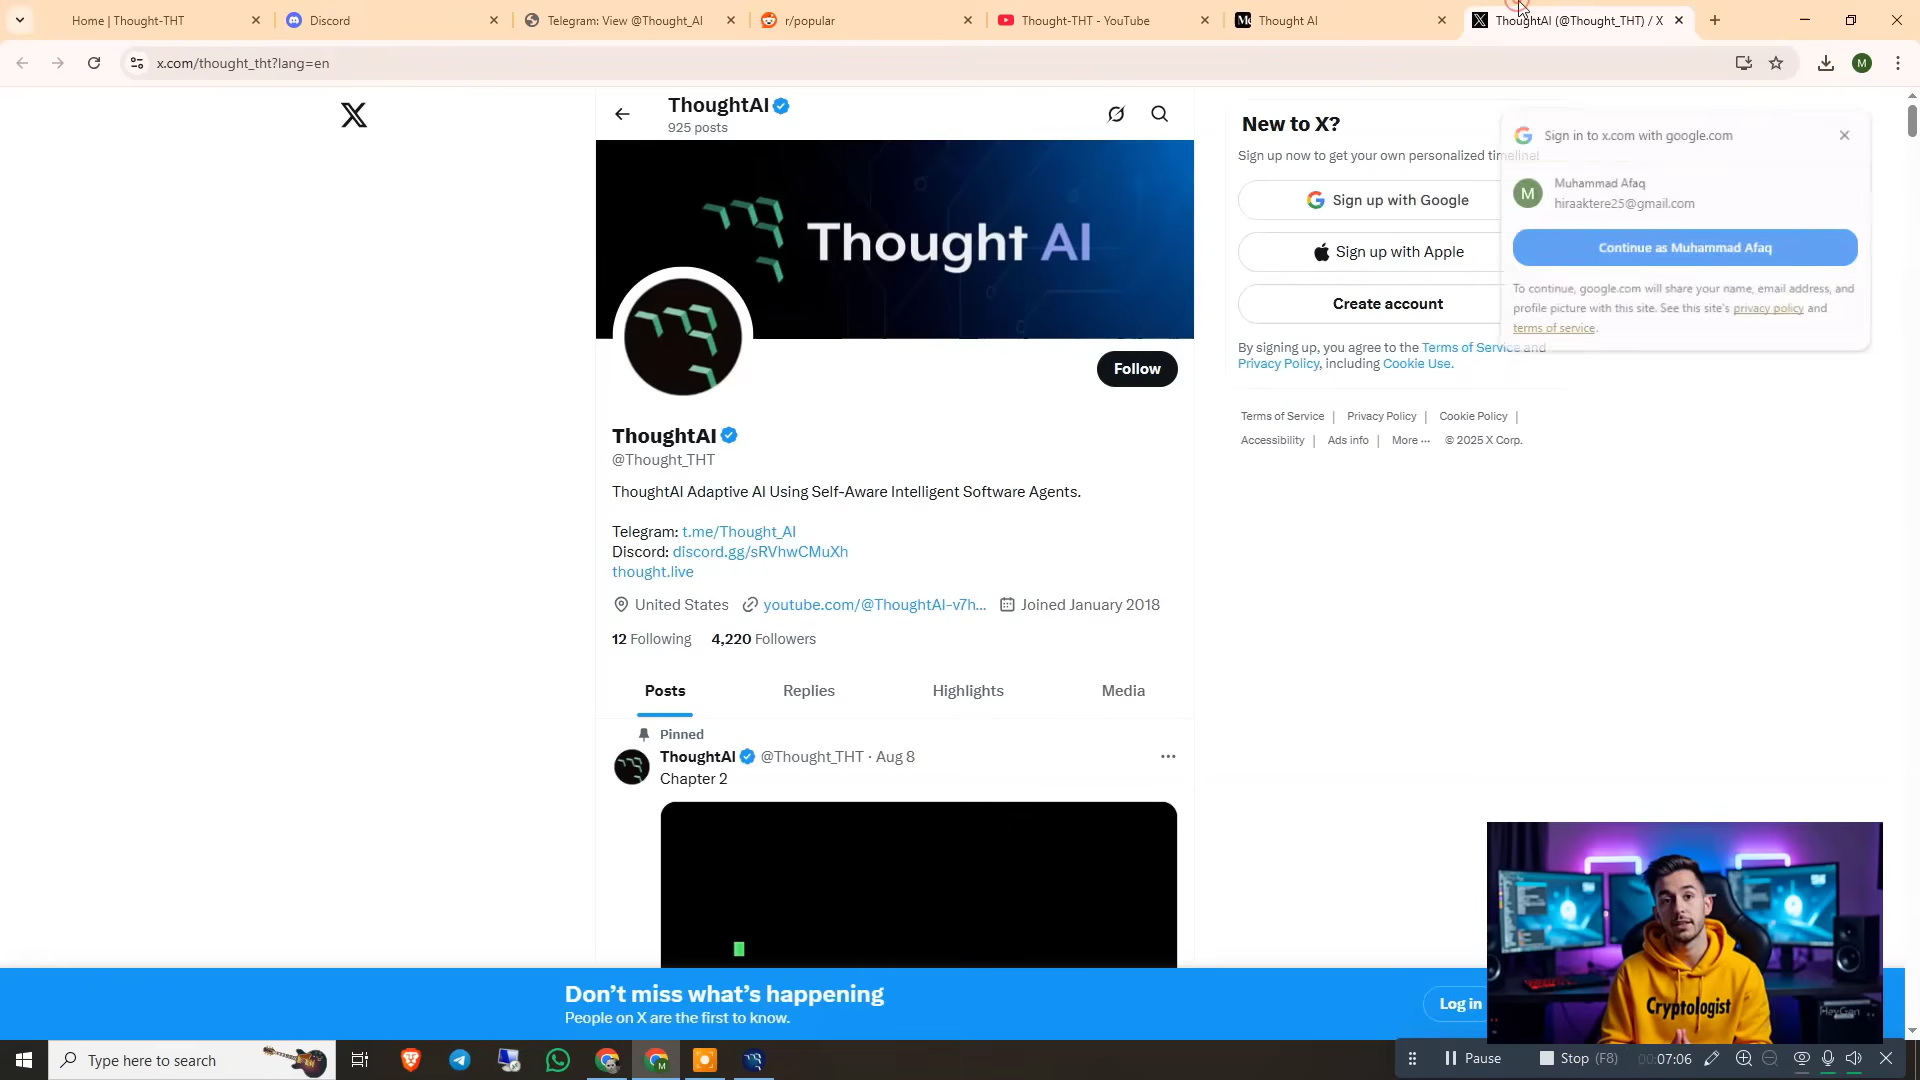 Home | Thought-THT
Discord
Telegram: View @Thought_AI
r/popular
Thought-THT - YouTube
Thought AI
ThoughtAI (@Thought_THT) / X
x.com/thought_tht?lang=en
M
ThoughtAI
925 posts
Thought AI
Follow
ThoughtAI
@Thought_THT
ThoughtAI Adaptive AI Using Self-Aware Intelligent Software Agents.
Telegram: t.me/Thought_AI
Discord: discord.gg/sRVhwCMuXh
thought.live
United States
youtube.com/@ThoughtAI-v7h...
Joined January 2018
12 Following
4,220 Followers
Posts
Replies
Highlights
Media
Pinned
ThoughtAI @Thought_THT · Aug 8
Chapter 2
New to X?
Sign up now to get your own personalized timeline!
Sign up with Google
Sign up with Apple
Create account
By signing up, you agree to the Terms of Service and
Privacy Policy, including Cookie Use.
Terms of Service | Privacy Policy | Cookie Policy |
Accessibility | Ads info | More ··· © 2025 X Corp.
Sign in to x.com with google.com
M
Muhammad Afaq
hiraaktere25@gmail.com
Continue as Muhammad Afaq
To continue, google.com will share your name, email address, and
profile picture with this site. See this site's privacy policy and
terms of service.
Don't miss what's happening
People on X are the first to know.
Log in
Cryptologist
HeyGen
Type here to search
Pause
Stop (F8)
00:07:06